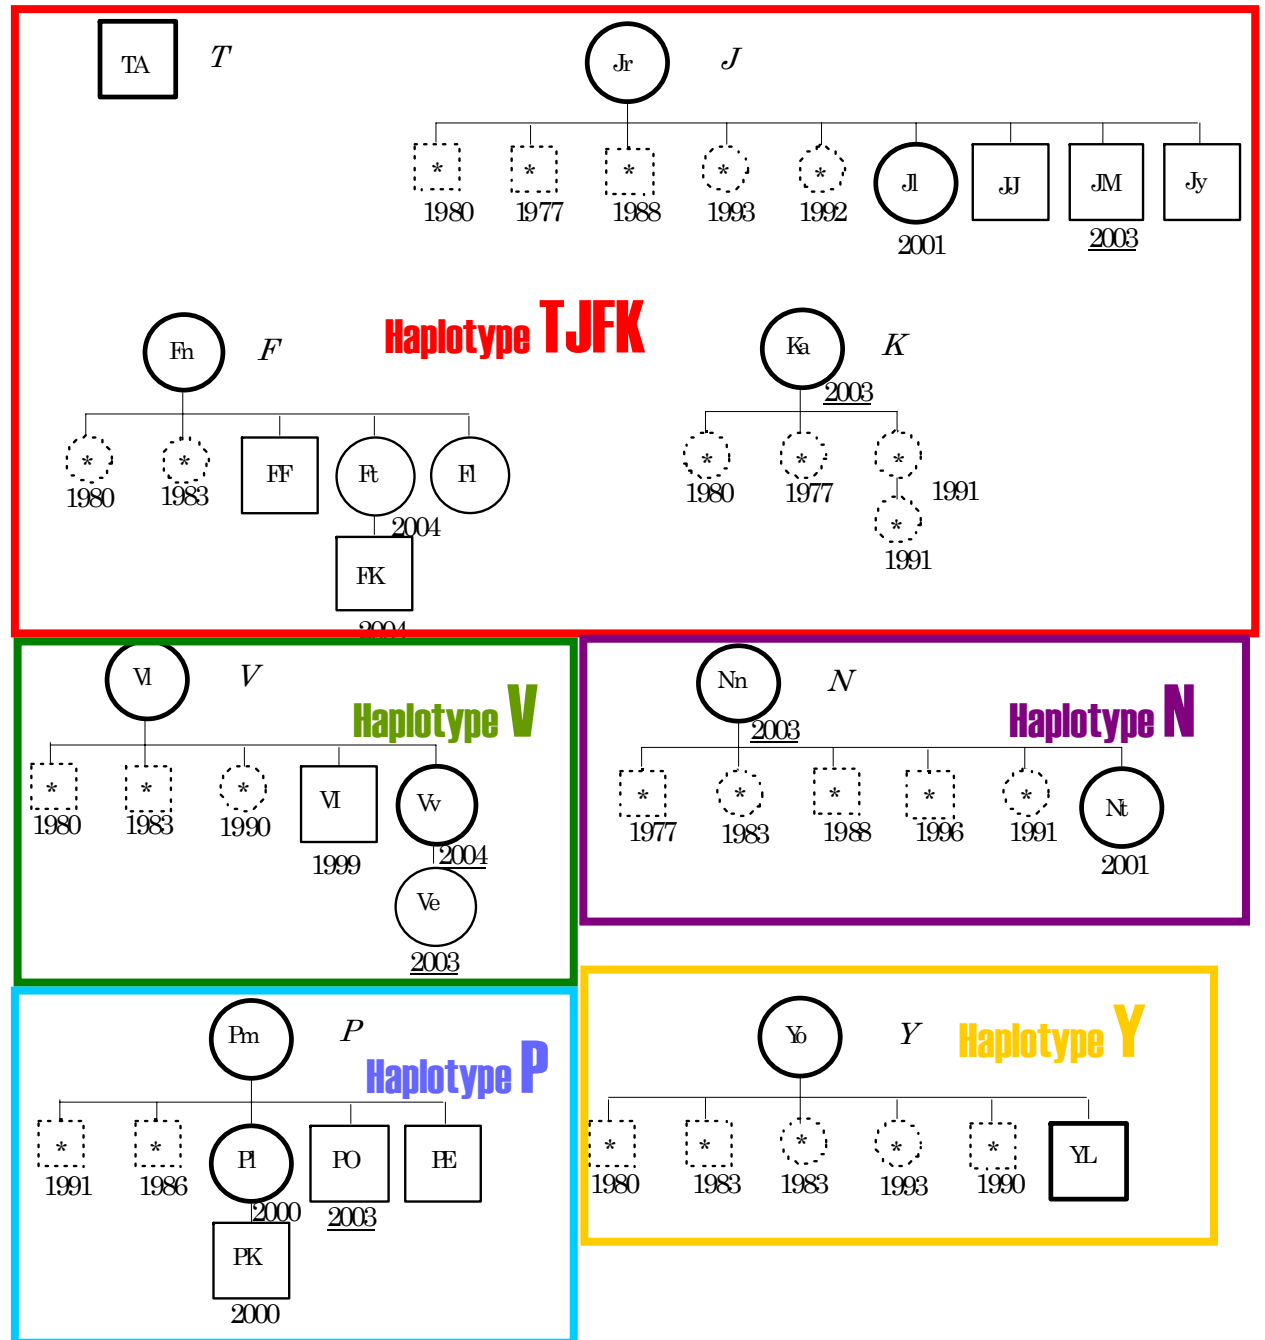 TA T Jr J
* * * * * Jl JJ JM Jy
1980 1977 1988 1993 1992 2001 2003
Haplotype TJFK
Fn F Ka K
2003
* * FF Ft Fl * * *
1980 1983 2004 1980 1977 1991
FK *
2004 1991
Vl V
Haplotype V
* * * VI Vv
1980 1983 1990 1999 2004
Ve
2003
Nn N
2003
Haplotype N
* * * * * Nt
1977 1983 1988 1996 1991 2001
Pm P
Haplotype P
* * Pl PO PE
1991 1986 2000 2003
PK
2000
Yo Y
Haplotype Y
* * * * * YL
1980 1983 1983 1993 1990